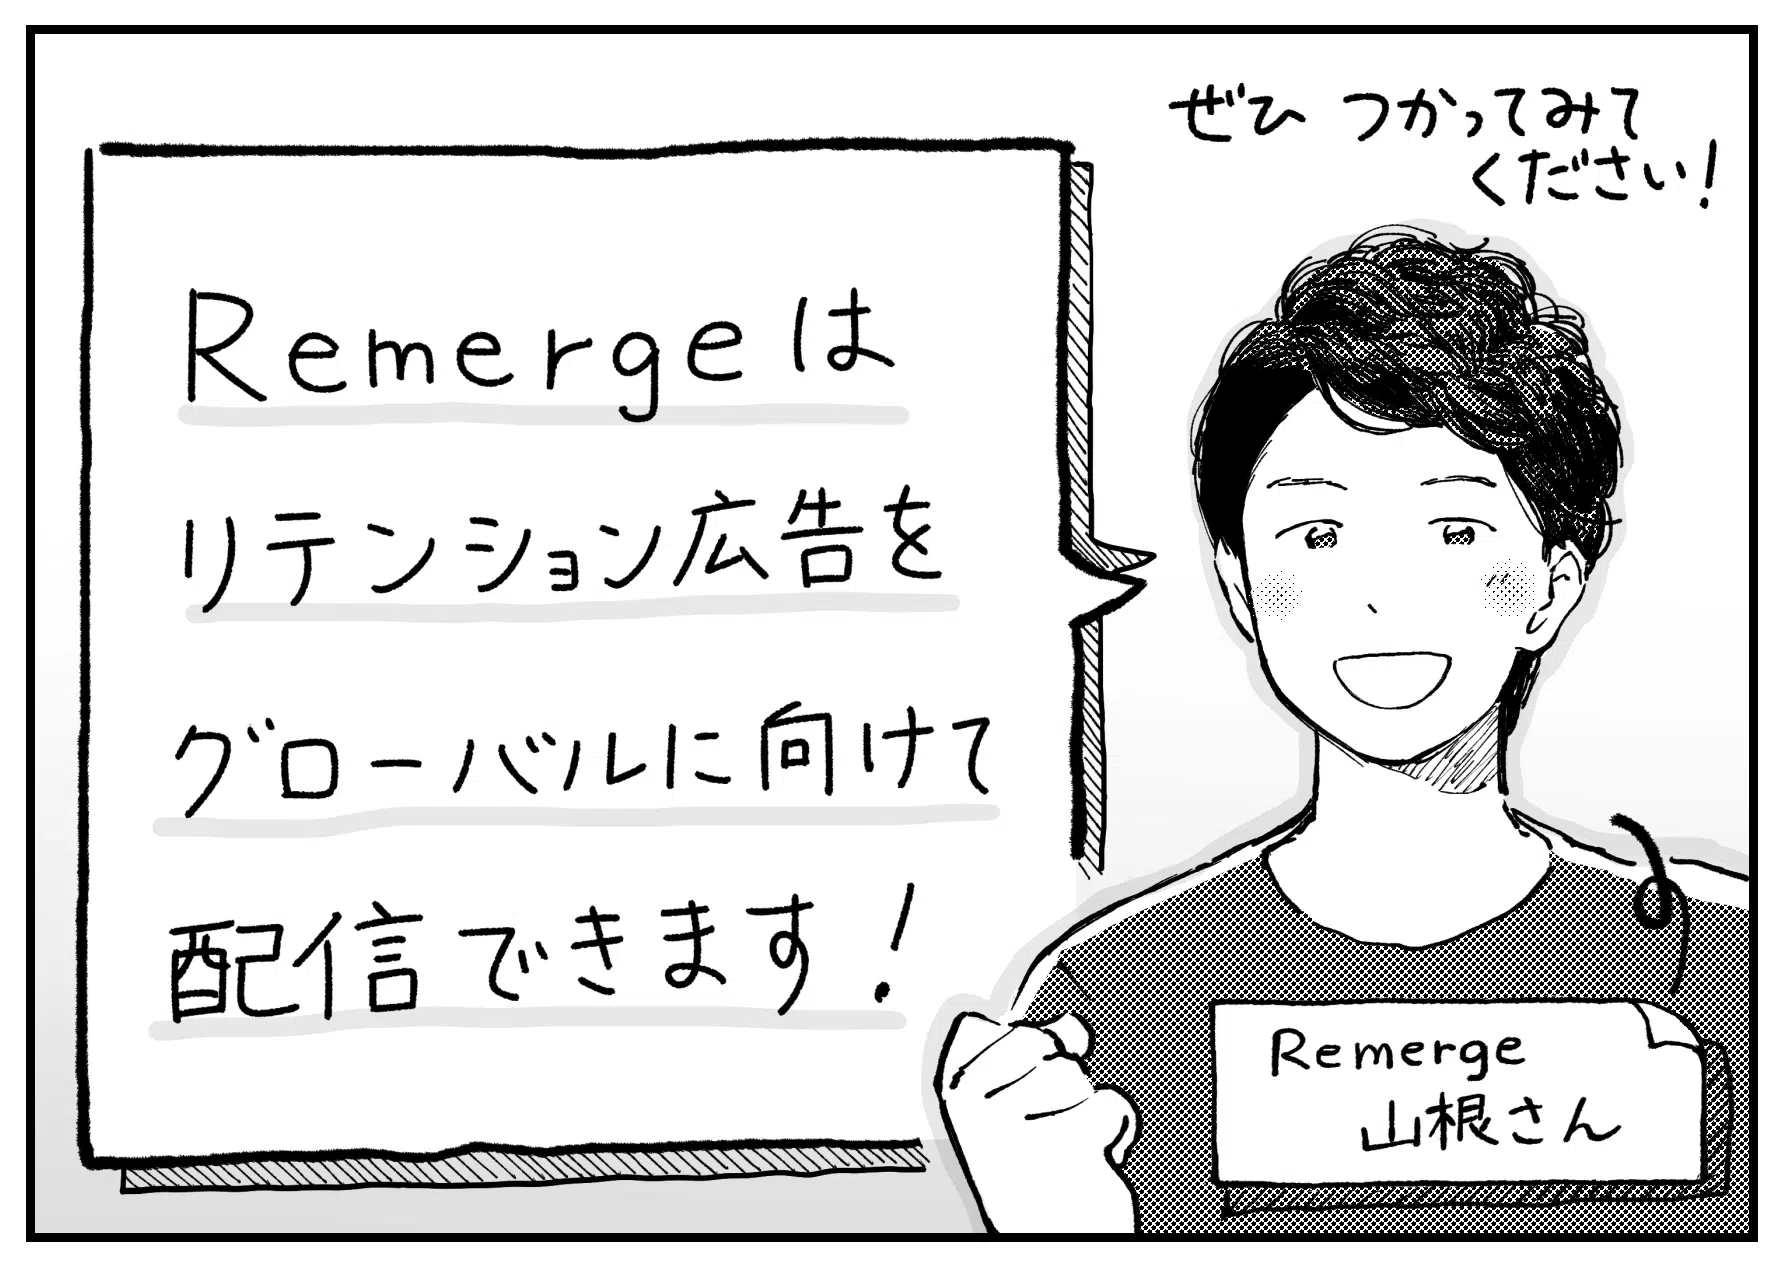 ぜひ つかってみて
ください!
Remergeは
リテンション広告を
グローバルに向けて
配信できます!
Remerge
山根さん